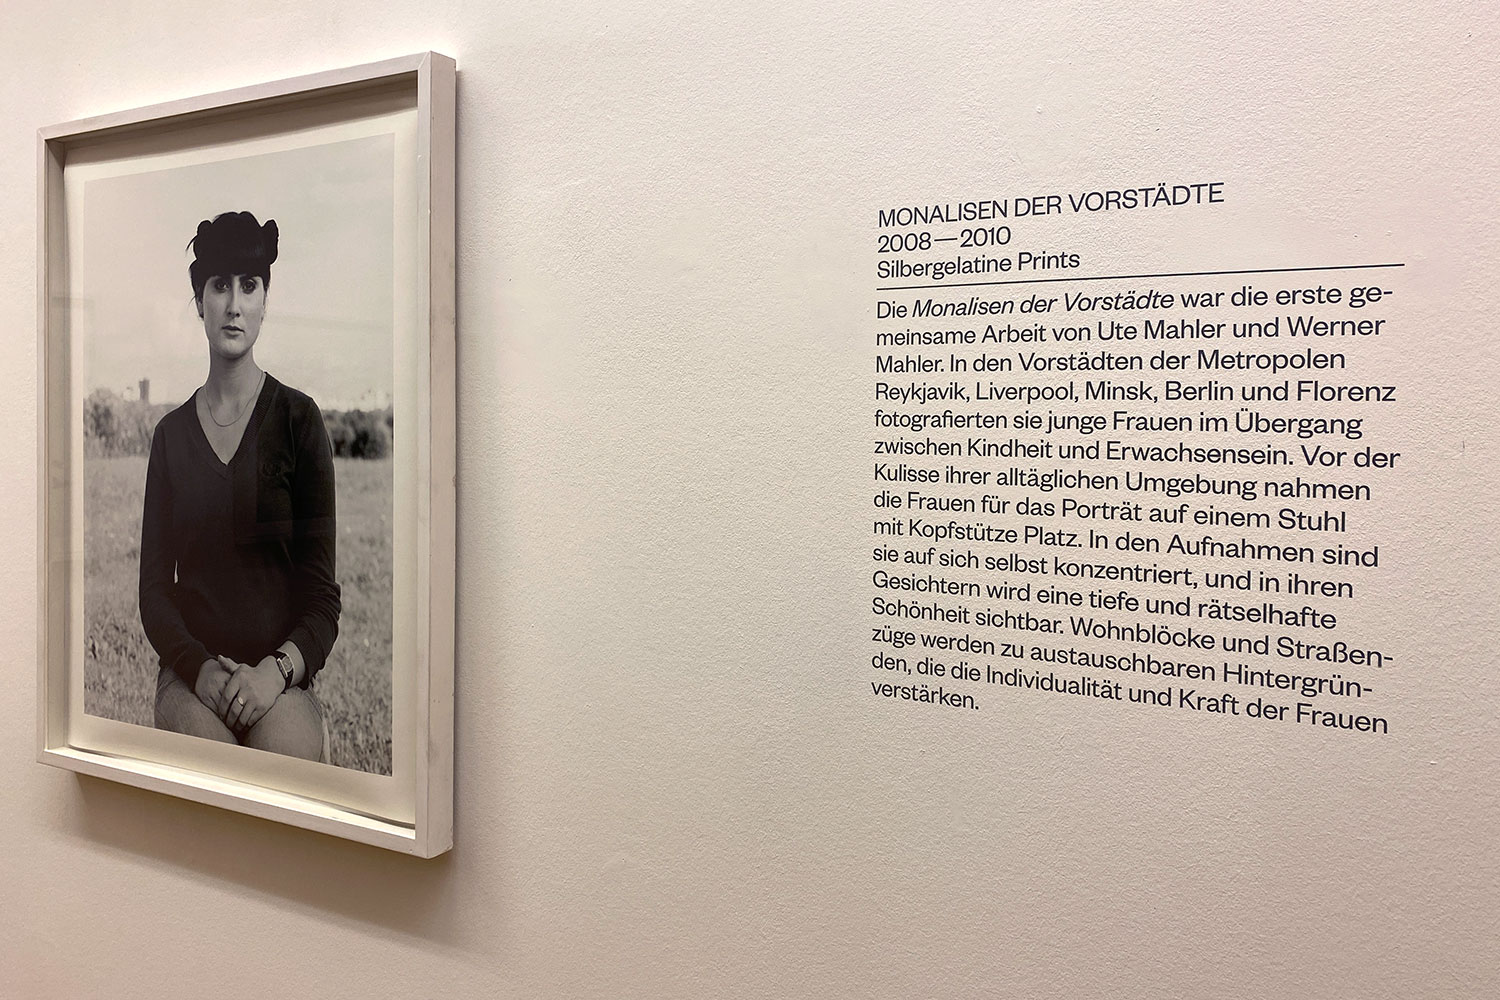 MONALISEN DER VORSTÄDTE
2008—2010
Silbergelatine Prints
Die Monalisen der Vorstädte war die erste ge-
meinsame Arbeit von Ute Mahler und Werner
Mahler. In den Vorstädten der Metropolen
Reykjavik, Liverpool, Minsk, Berlin und Florenz
fotografierten sie junge Frauen im Übergang
zwischen Kindheit und Erwachsensein. Vor der
Kulisse ihrer alltäglichen Umgebung nahmen
die Frauen für das Porträt auf einem Stuhl
mit Kopfstütze Platz. In den Aufnahmen sind
sie auf sich selbst konzentriert, und in ihren
Gesichtern wird eine tiefe und rätselhafte
Schönheit sichtbar. Wohnblöcke und Straßen-
züge werden zu austauschbaren Hintergrün-
den, die die Individualität und Kraft der Frauen
verstärken.